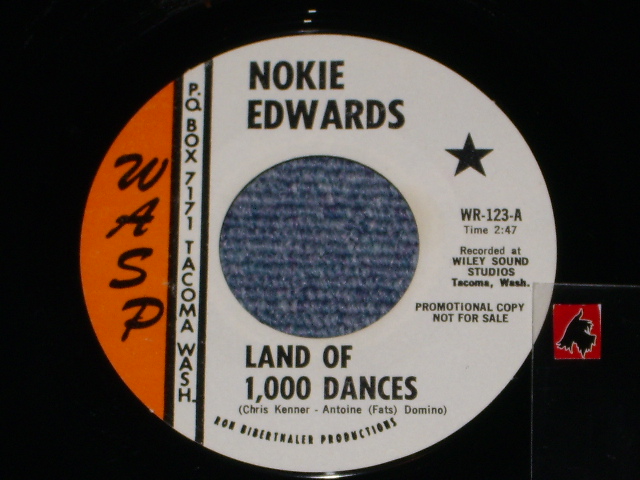 NOKIE
EDWARDS
WASP
P.O. BOX 7171 TACOMA WASH.
WR-123-A
Time 2:47
Recorded at
WILEY SOUND
STUDIOS
Tacoma, Wash.
PROMOTIONAL COPY
NOT FOR SALE
LAND OF
1,000 DANCES
(Chris Kenner - Antoine (Fats) Domino)
RON BIBERTHALER PRODUCTIONS